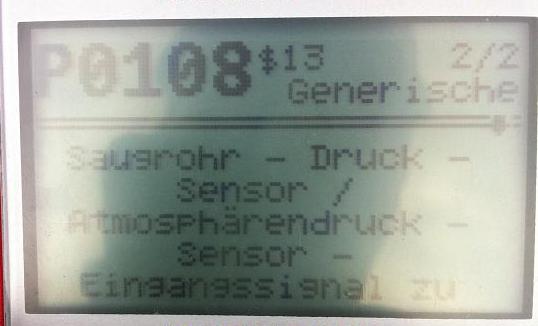 P0108 $13 2/2
Generische
Saugrohr - Druck -
Sensor /
Atmosphärendruck -
Sensor -
Eingangssignal zu